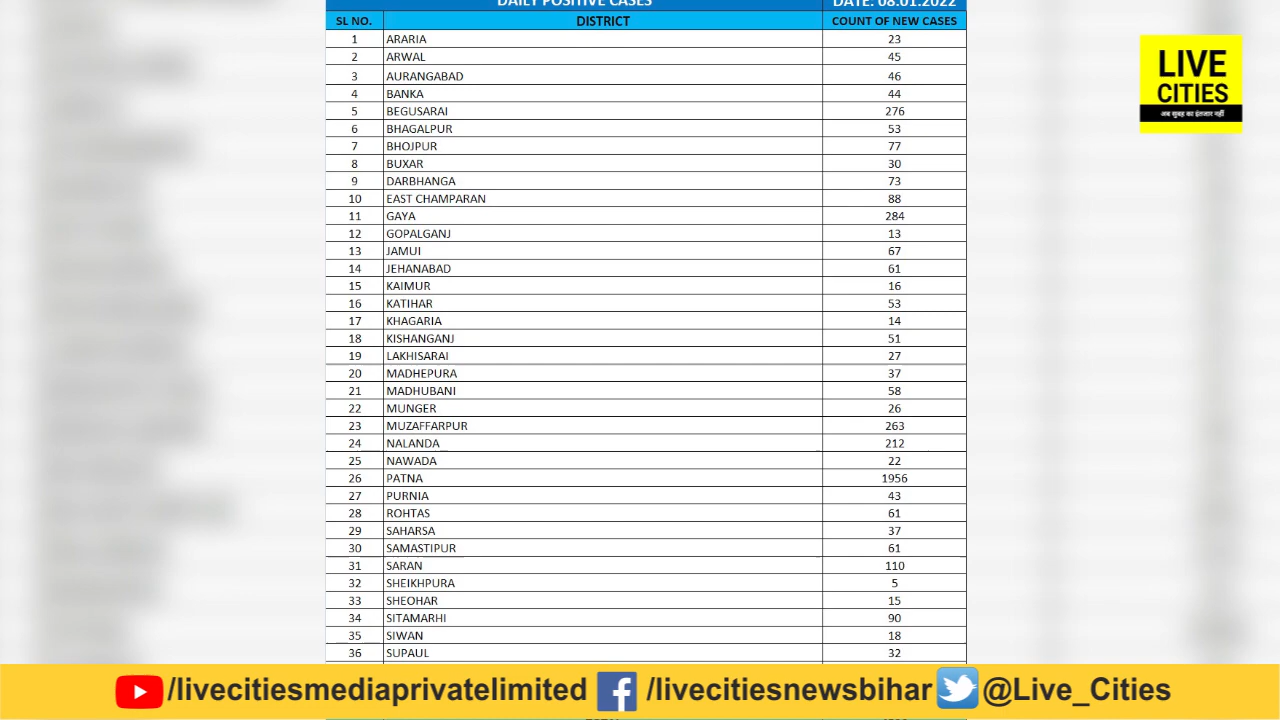 DAILY POSITIVE CASES DATE: 08.01.2022
SL NO. DISTRICT COUNT OF NEW CASES
1 ARARIA 23
2 ARWAL 45
3 AURANGABAD 46
4 BANKA 44
5 BEGUSARAI 276
6 BHAGALPUR 53
7 BHOJPUR 77
8 BUXAR 30
9 DARBHANGA 73
10 EAST CHAMPARAN 88
11 GAYA 284
12 GOPALGANJ 13
13 JAMUI 67
14 JEHANABAD 61
15 KAIMUR 16
16 KATIHAR 53
17 KHAGARIA 14
18 KISHANGANJ 51
19 LAKHISARAI 27
20 MADHEPURA 37
21 MADHUBANI 58
22 MUNGER 26
23 MUZAFFARPUR 263
24 NALANDA 212
25 NAWADA 22
26 PATNA 1956
27 PURNIA 43
28 ROHTAS 61
29 SAHARSA 37
30 SAMASTIPUR 61
31 SARAN 110
32 SHEIKHPURA 5
33 SHEOHAR 15
34 SITAMARHI 90
35 SIWAN 18
36 SUPAUL 32
LIVE
CITIES
अब सुबह का इंतजार नहीं
/livecitiesmediaprivatelimited /livecitiesnewsbihar @Live_Cities